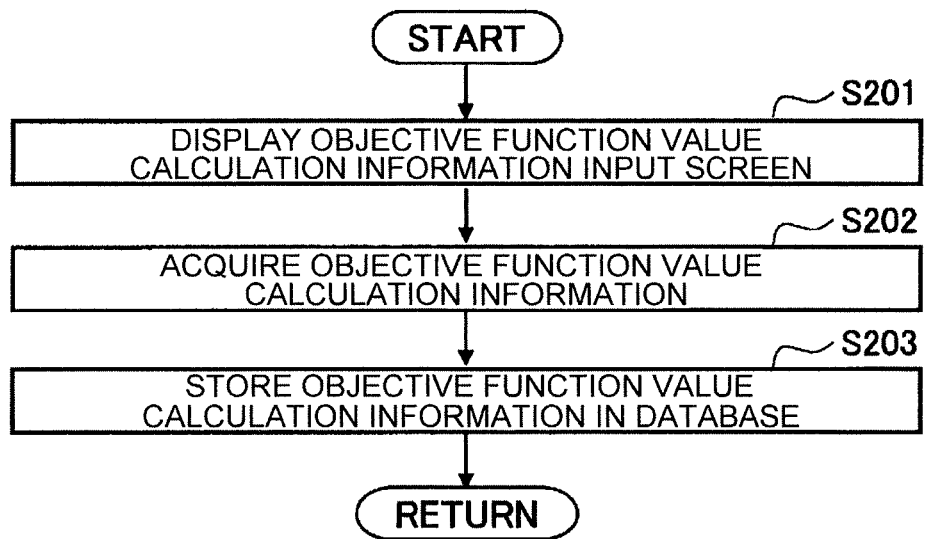 START
S201
DISPLAY OBJECTIVE FUNCTION VALUE
CALCULATION INFORMATION INPUT SCREEN
S202
ACQUIRE OBJECTIVE FUNCTION VALUE
CALCULATION INFORMATION
S203
STORE OBJECTIVE FUNCTION VALUE
CALCULATION INFORMATION IN DATABASE
RETURN